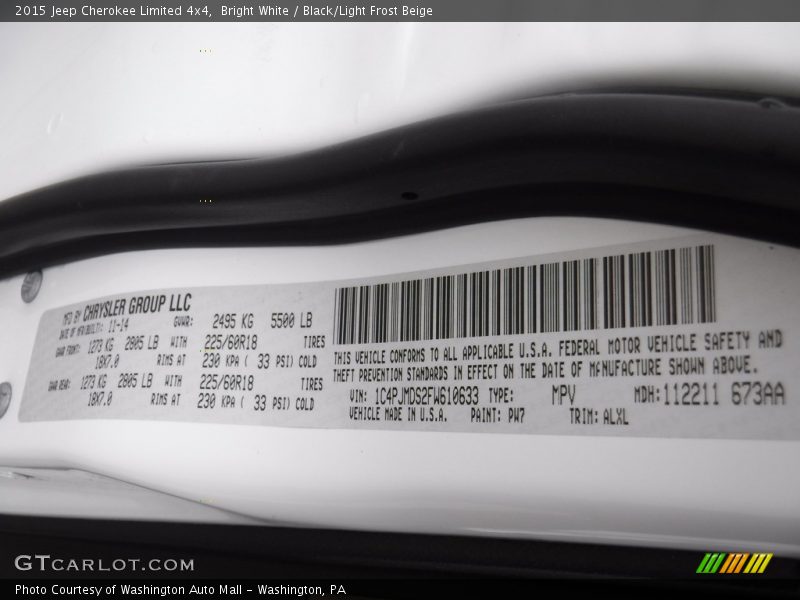 2015 Jeep Cherokee Limited 4x4, Bright White / Black/Light Frost Beige
MFD BY CHRYSLER GROUP LLC
DATE OF MFR/BUILT: 11-14 GVWR: 2495 KG 5500 LB
GAWR FRONT: 1273 KG 2805 LB WITH 225/60R18 TIRES
18X7.0 RIMS AT 230 KPA ( 33 PSI) COLD
GAWR REAR: 1273 KG 2805 LB WITH 225/60R18 TIRES
18X7.0 RIMS AT 230 KPA ( 33 PSI) COLD
THIS VEHICLE CONFORMS TO ALL APPLICABLE U.S.A. FEDERAL MOTOR VEHICLE SAFETY AND
THEFT PREVENTION STANDARDS IN EFFECT ON THE DATE OF MANUFACTURE SHOWN ABOVE.
VIN: 1C4PJMDS2FW610633 TYPE: MPV MDH: 112211 673AA
VEHICLE MADE IN U.S.A. PAINT: PW7 TRIM: ALXL
GTCARLOT.COM
Photo Courtesy of Washington Auto Mall - Washington, PA